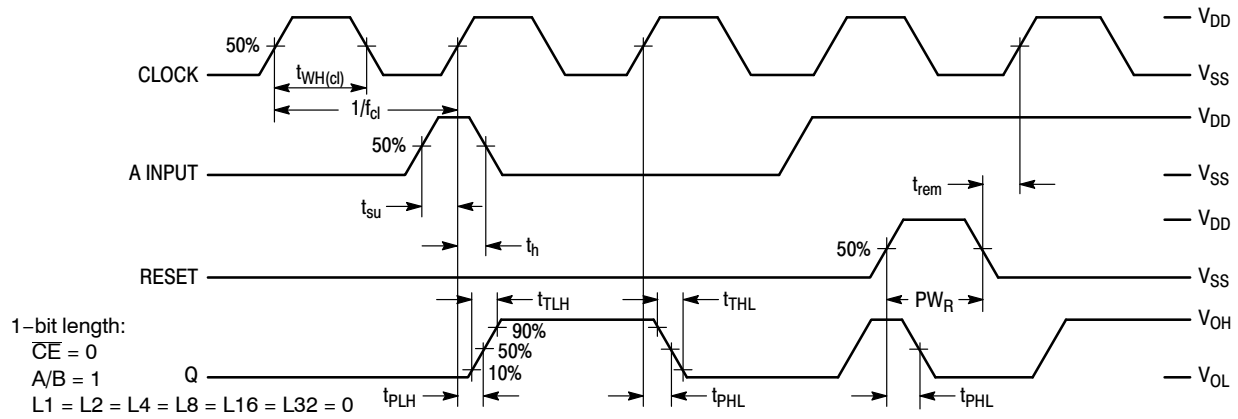 V_DD
50%
CLOCK
t_WH(cl)
V_SS
1/f_cl
V_DD
50%
A INPUT
V_SS
t_rem
t_su
V_DD
t_h
50%
RESET
V_SS
t_TLH
t_THL
PW_R
1–bit length:
90%
V_OH
C̅E̅ = 0
50%
A/B = 1
Q
10%
V_OL
t_PLH
t_PHL
t_PHL
L1 = L2 = L4 = L8 = L16 = L32 = 0